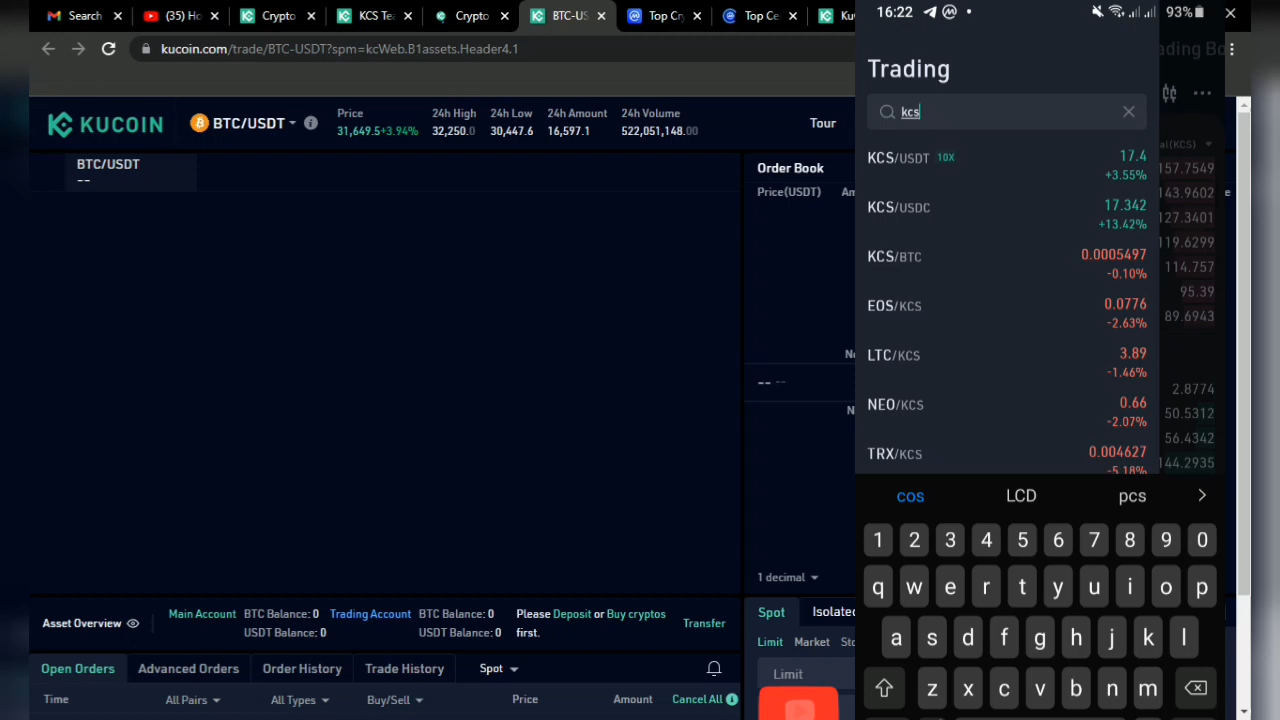 Search
(35) Ho
Crypto
KCS Te
Crypto
BTC-US
Top Cry
Top Ce
Ku
kucoin.com/trade/BTC-USDT?spm=kcWeb.B1assets.Header4.1
KUCOIN
BTC/USDT
Price
31,649.5 +3.94%
24h High
32,250.0
24h Low
30,447.6
24h Amount
16,597.1
24h Volume
522,051,148.00
Tour
BTC/USDT
--
Order Book
Price(USDT)
Am
No
-- --
N
1 decimal
Asset Overview
Main Account
BTC Balance: 0
USDT Balance: 0
Trading Account
BTC Balance: 0
USDT Balance: 0
Please Deposit or Buy cryptos
first.
Transfer
Spot
Isolated
Limit
Market
Sto
Limit
Open Orders
Advanced Orders
Order History
Trade History
Spot
Time
All Pairs
All Types
Buy/Sell
Price
Amount
Cancel All
16:22
93%
Trading
kcs
KCS/USDT 10X
17.4
+3.55%
KCS/USDC
17.342
+13.42%
KCS/BTC
0.0005497
-0.10%
EOS/KCS
0.0776
-2.63%
LTC/KCS
3.89
-1.46%
NEO/KCS
0.66
-2.07%
TRX/KCS
0.004627
-5.18%
ading Bo
al(KCS)
157.7549
143.9602
127.3401
119.6299
114.757
95.39
89.6943
2.8774
50.5312
56.4342
144.2935
cos LCD pcs
1 2 3 4 5 6 7 8 9 0
q w e r t y u i o p
a s d f g h j k l
z x c v b n m